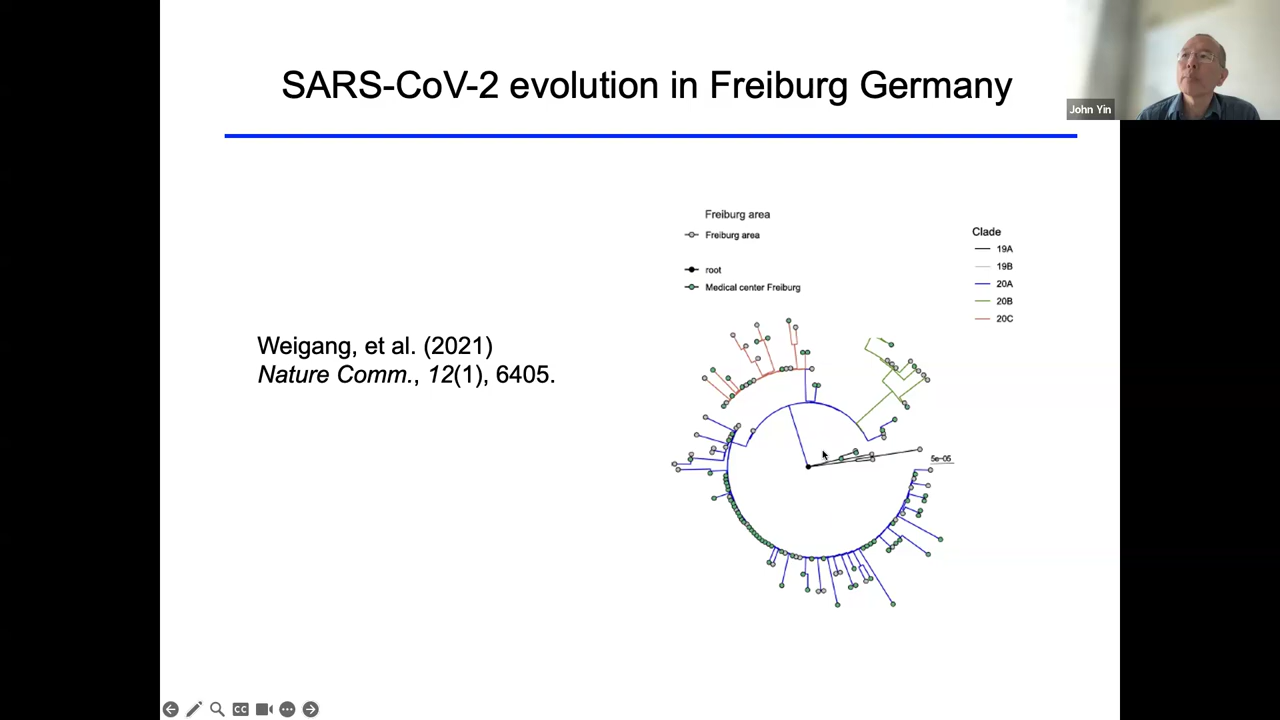 SARS-CoV-2 evolution in Freiburg Germany
John Yin
Freiburg area
Freiburg area
root
Medical center Freiburg
Clade
19A
19B
20A
20B
20C
Weigang, et al. (2021)
Nature Comm., 12(1), 6405.
5e-05
CC